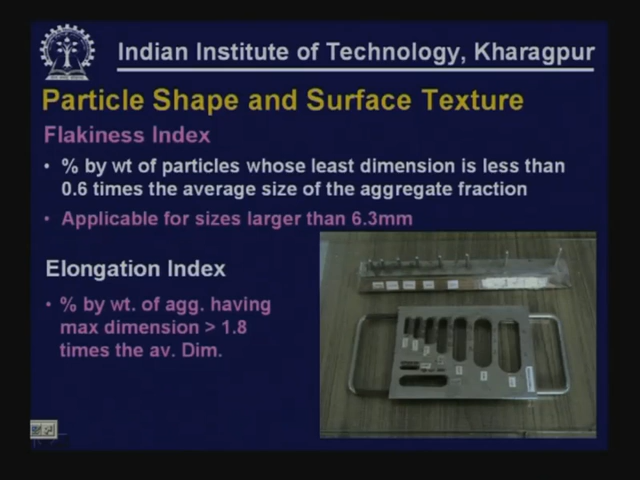 Indian Institute of Technology, Kharagpur
Particle Shape and Surface Texture
Flakiness Index
• % by wt of particles whose least dimension is less than
0.6 times the average size of the aggregate fraction
• Applicable for sizes larger than 6.3mm
Elongation Index
• % by wt. of agg. having
max dimension > 1.8
times the av. Dim.